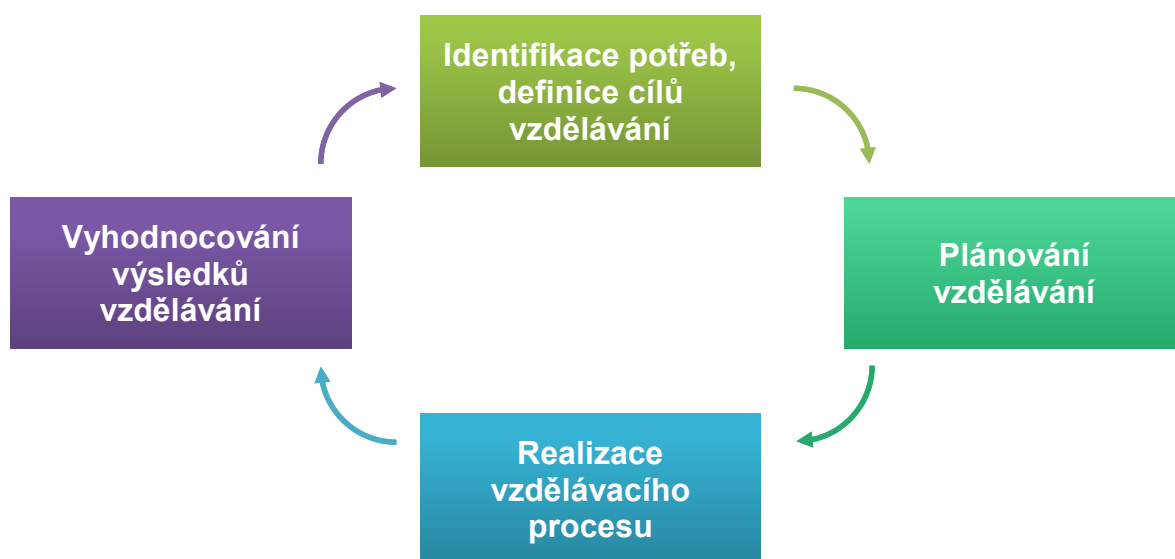 Identifikace potřeb,
definice cílů
vzdělávání
Plánování
vzdělávání
Realizace
vzdělávacího
procesu
Vyhodnocování
výsledků
vzdělávání